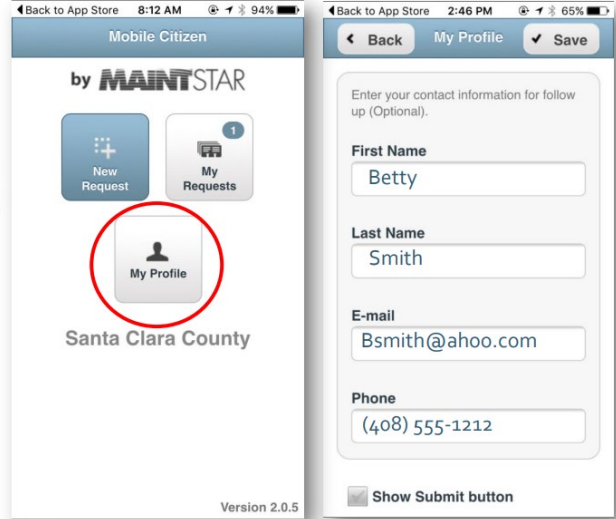 Back to App Store 8:12 AM 94%
Mobile Citizen
by MAINTSTAR
New
Request
1
My
Requests
My Profile
Santa Clara County
Version 2.0.5
Back to App Store 2:46 PM 65%
Back My Profile Save
Enter your contact information for follow
up (Optional).
First Name
Betty
Last Name
Smith
E-mail
Bsmith@ahoo.com
Phone
(408) 555-1212
Show Submit button